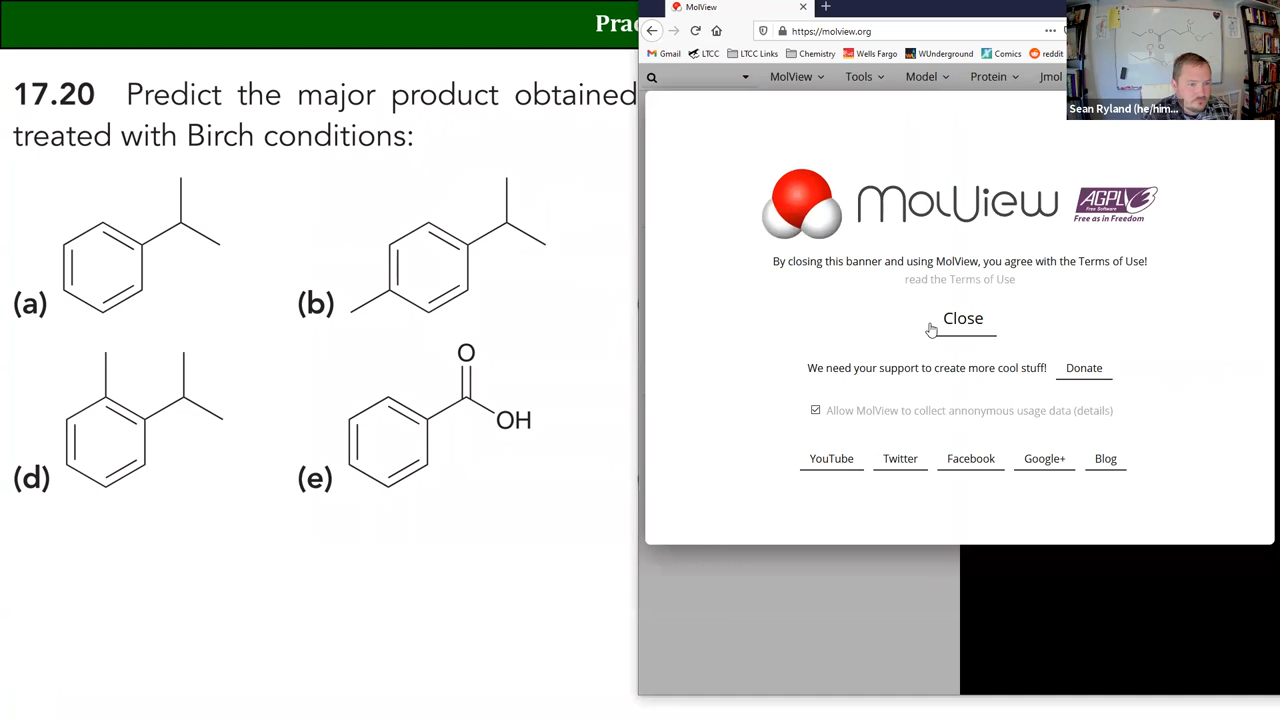 Prac
17.20 Predict the major product obtained
treated with Birch conditions:
(a)
(b)
O
OH
(d)
(e)
MolView
https://molview.org
Gmail LTCC LTCC Links Chemistry Wells Fargo WUnderground Comics reddit
MolView Tools Model Protein Jmol
Sean Ryland (he/him...
MolView AGPL v3
Free Software
Free as in Freedom
By closing this banner and using MolView, you agree with the Terms of Use!
read the Terms of Use
Close
We need your support to create more cool stuff! Donate
Allow MolView to collect annonymous usage data (details)
YouTube Twitter Facebook Google+ Blog